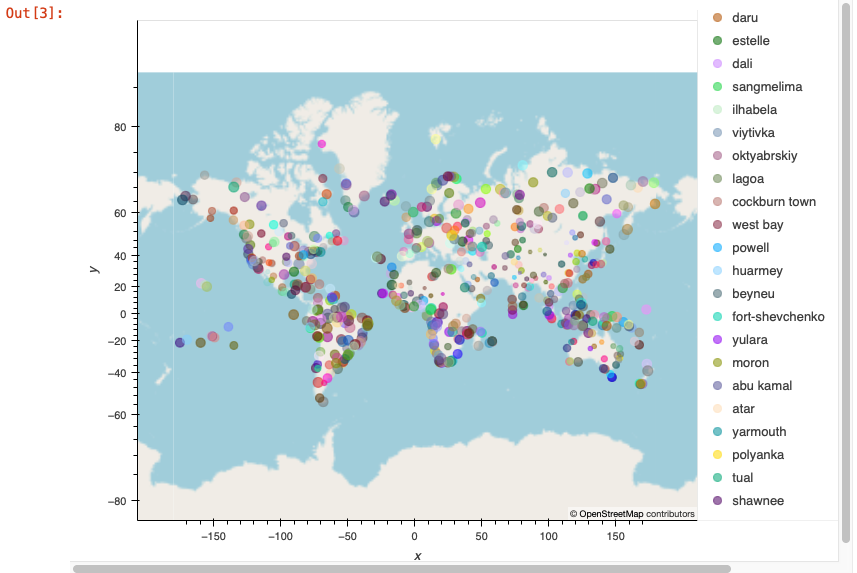 Out[3]:
daru
estelle
dali
sangmelima
ilhabela
viytivka
oktyabrskiy
lagoa
cockburn town
west bay
powell
huarmey
beyneu
fort-shevchenko
yulara
moron
abu kamal
atar
yarmouth
polyanka
tual
shawnee
y
80
60
40
20
0
−20
−40
−60
−80
© OpenStreetMap contributors
−150
−100
−50
0
50
100
150
x